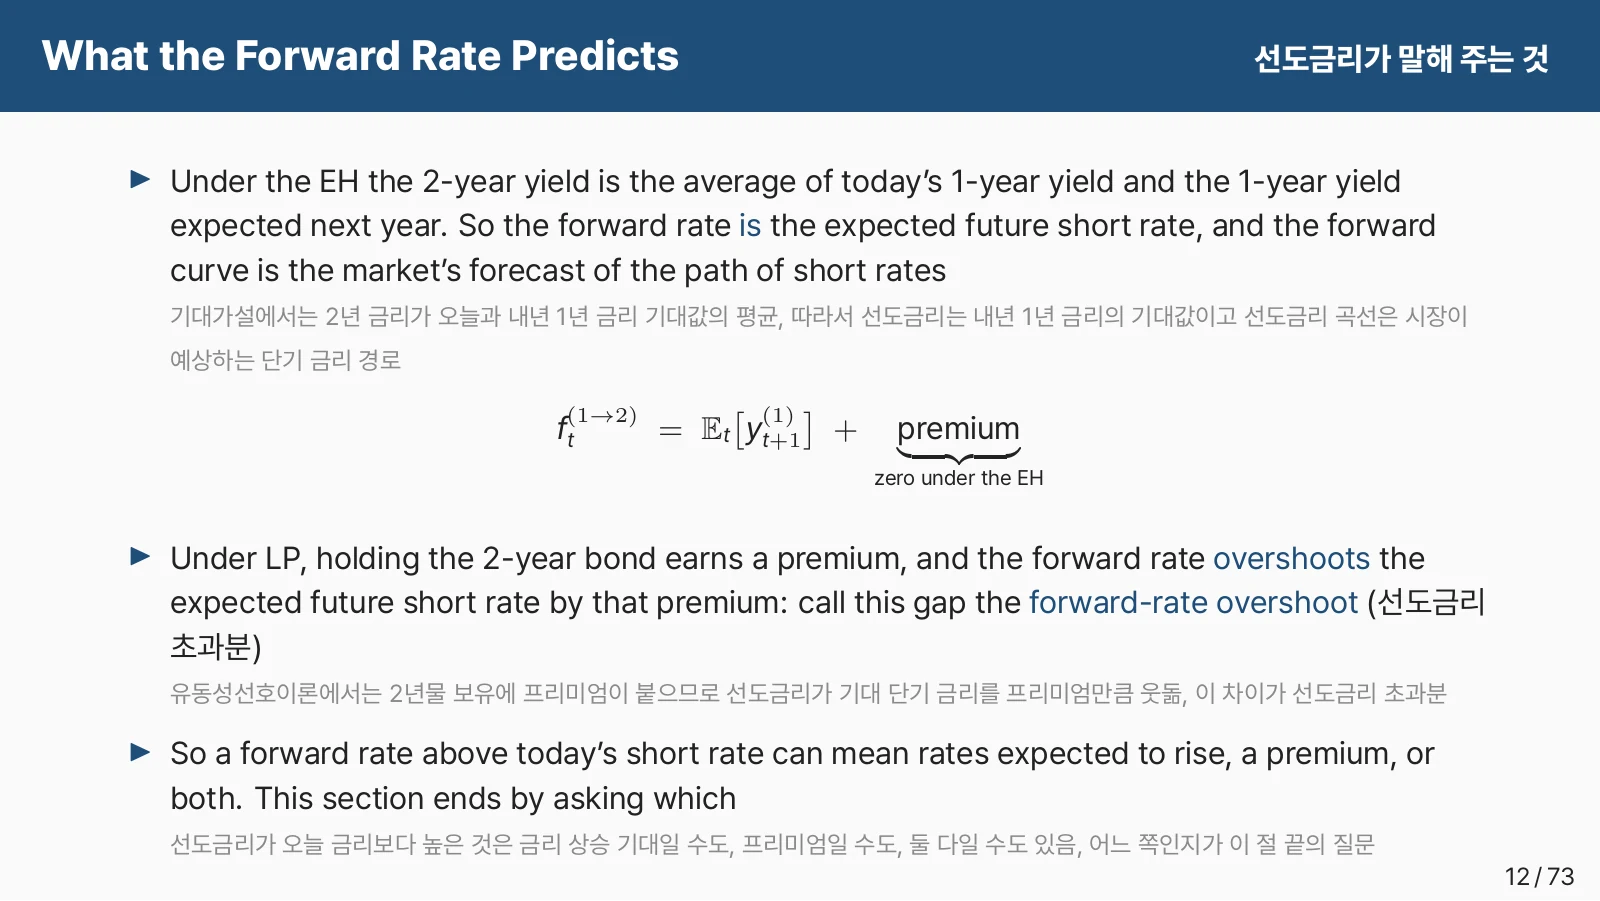 What the Forward Rate Predicts
선도금리가 말해 주는 것
▶ Under the EH the 2-year yield is the average of today’s 1-year yield and the 1-year yield
expected next year. So the forward rate is the expected future short rate, and the forward
curve is the market’s forecast of the path of short rates
기대가설에서는 2년 금리가 오늘과 내년 1년 금리 기대값의 평균, 따라서 선도금리는 내년 1년 금리의 기대값이고 선도금리 곡선은 시장이
예상하는 단기 금리 경로
f_t^{(1→2)} = 𝔼_t[y_{t+1}^{(1)}] + premium
zero under the EH
▶ Under LP, holding the 2-year bond earns a premium, and the forward rate overshoots the
expected future short rate by that premium: call this gap the forward-rate overshoot (선도금리
초과분)
유동성선호이론에서는 2년물 보유에 프리미엄이 붙으므로 선도금리가 기대 단기 금리를 프리미엄만큼 웃돎, 이 차이가 선도금리 초과분
▶ So a forward rate above today’s short rate can mean rates expected to rise, a premium, or
both. This section ends by asking which
선도금리가 오늘 금리보다 높은 것은 금리 상승 기대일 수도, 프리미엄일 수도, 둘 다일 수도 있음, 어느 쪽인지가 이 절 끝의 질문
12 / 73